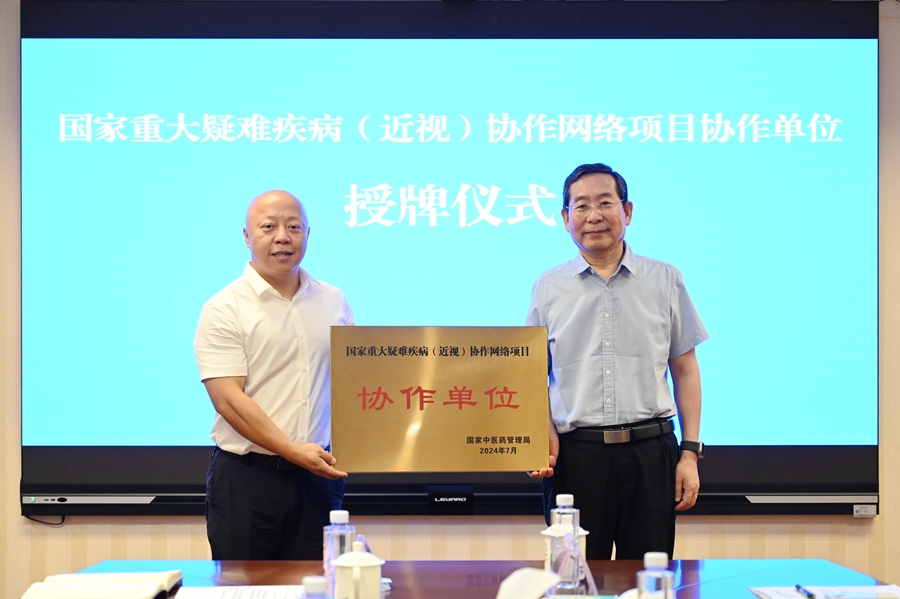 国家重大疑难疾病（近视）协作网络项目协作单位
授牌仪式
国家重大疑难疾病（近视）协作网络项目
协作单位
国家中医药管理局
2024年7月
LEYARD